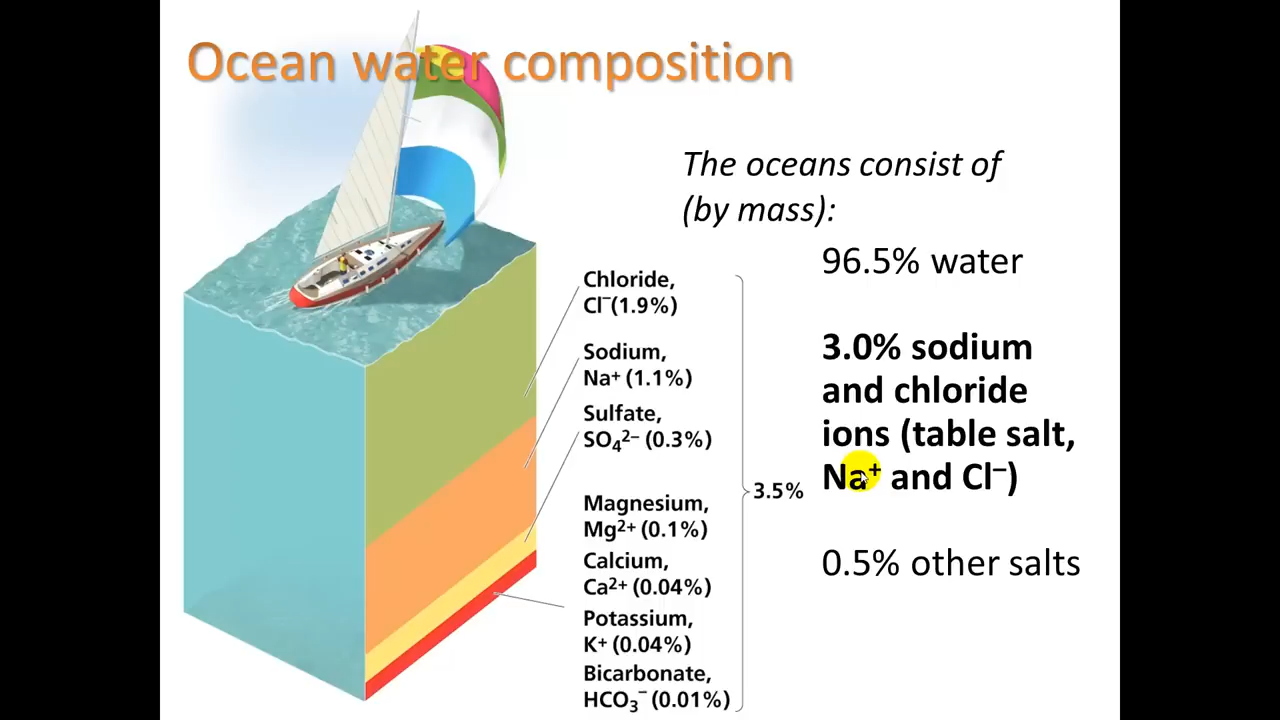 Ocean water composition
The oceans consist of
(by mass):
96.5% water
3.0% sodium
and chloride
ions (table salt,
Na⁺ and Cl⁻)
0.5% other salts
Chloride,
Cl⁻(1.9%)
Sodium,
Na⁺ (1.1%)
Sulfate,
SO₄²⁻ (0.3%)
Magnesium,
Mg²⁺ (0.1%)
Calcium,
Ca²⁺ (0.04%)
Potassium,
K⁺ (0.04%)
Bicarbonate,
HCO₃⁻ (0.01%)
3.5%